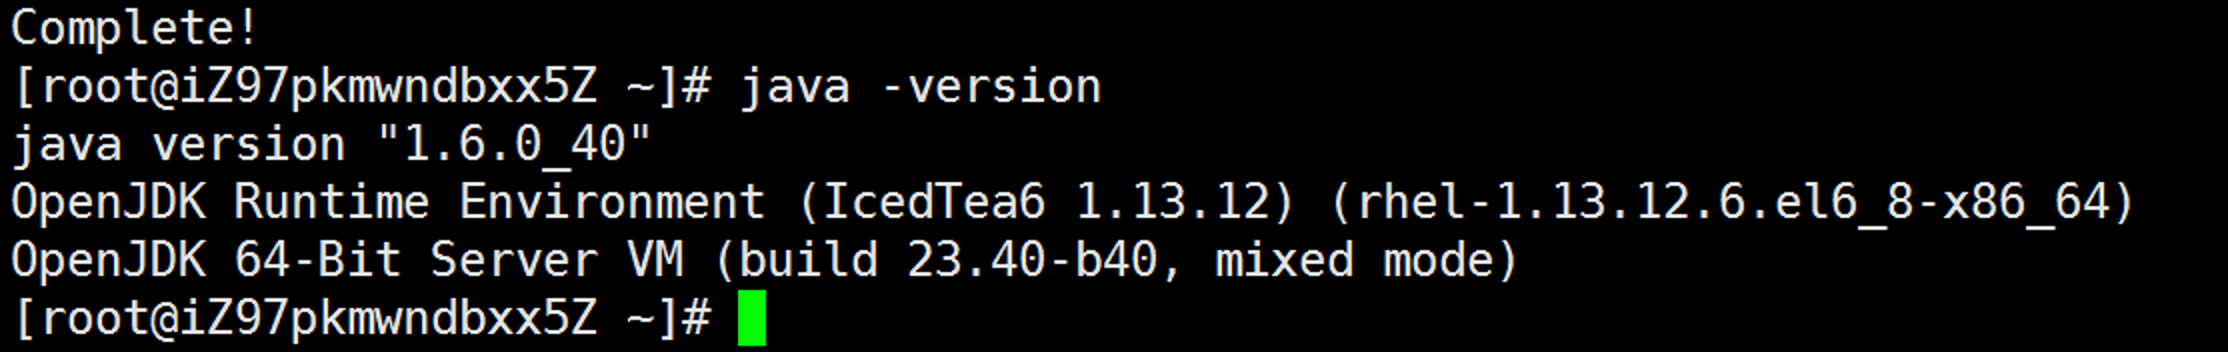 Complete!
[root@iZ97pkmwndbxx5Z ~]# java -version
java version "1.6.0_40"
OpenJDK Runtime Environment (IcedTea6 1.13.12) (rhel-1.13.12.6.el6_8-x86_64)
OpenJDK 64-Bit Server VM (build 23.40-b40, mixed mode)
[root@iZ97pkmwndbxx5Z ~]#